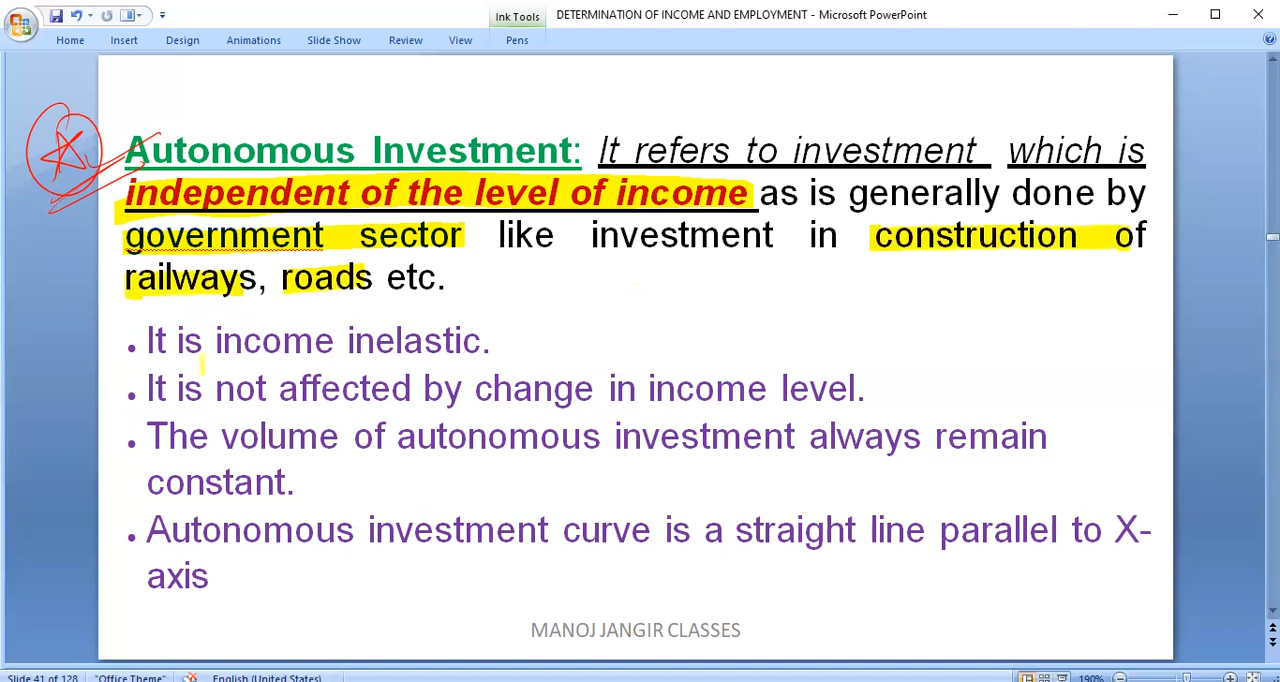 Ink Tools
DETERMINATION OF INCOME AND EMPLOYMENT - Microsoft PowerPoint
Home Insert Design Animations Slide Show Review View Pens
Autonomous Investment: It refers to investment which is
independent of the level of income as is generally done by
government sector like investment in construction of
railways, roads etc.
• It is income inelastic.
• It is not affected by change in income level.
• The volume of autonomous investment always remain
constant.
• Autonomous investment curve is a straight line parallel to X-
axis
MANOJ JANGIR CLASSES
Slide 41 of 128 "Office Theme" English (United States) 190%